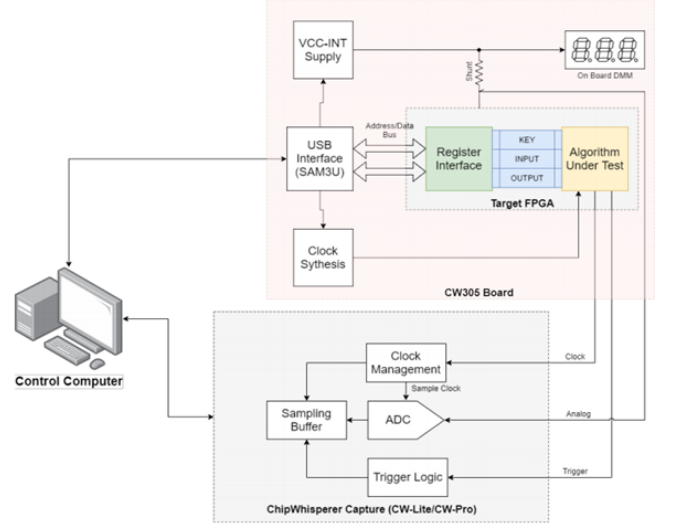 VCC-INT
Supply
Shunt
888
On Board DMM
Address/Data
Bus
USB
Interface
(SAM3U)
Register
Interface
KEY
INPUT
OUTPUT
Algorithm
Under Test
Target FPGA
Clock
Sythesis
CW305 Board
Control Computer
Clock
Management
Clock
Sample Clock
Sampling
Buffer
ADC
Analog
Trigger Logic
Trigger
ChipWhisperer Capture (CW-Lite/CW-Pro)